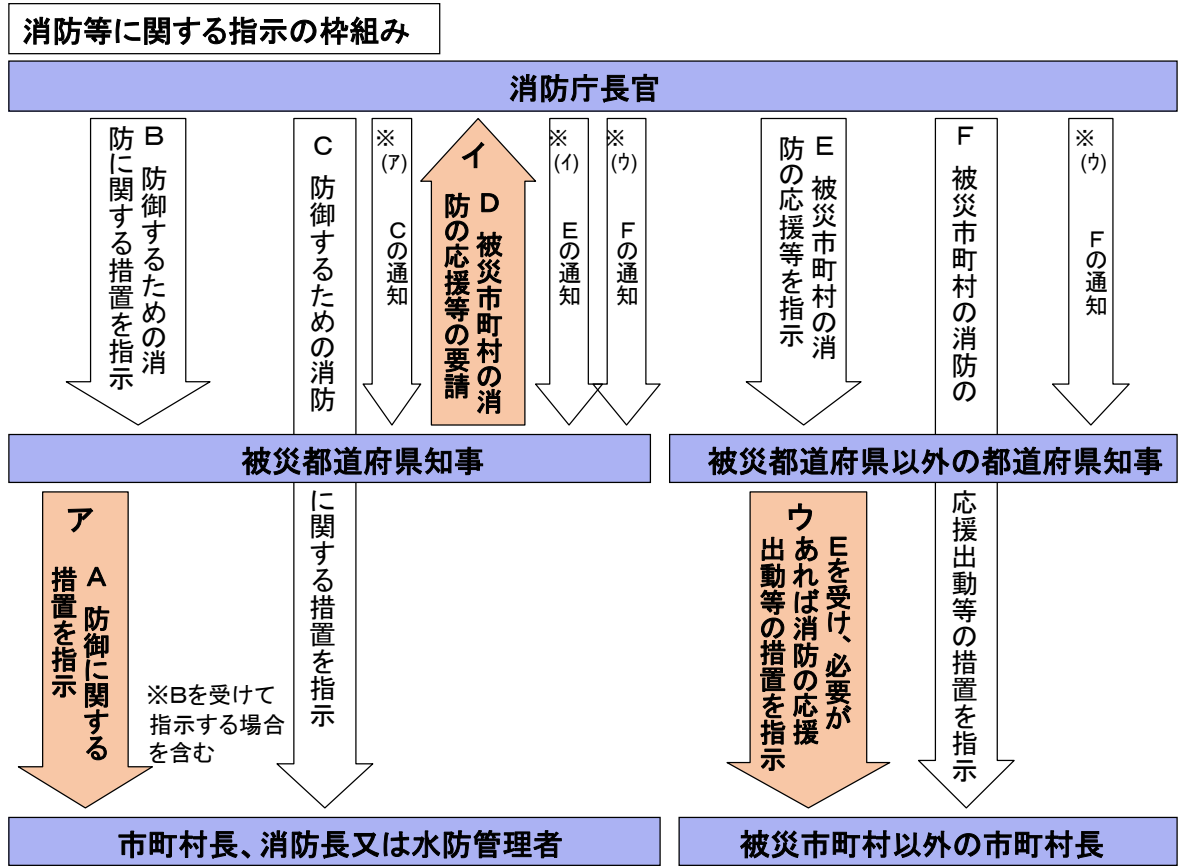 消防等に関する指示の枠組み
消防庁長官
Ｂ　防御するための消
防に関する措置を指示
Ｃ　防御するための消防
※
(ｱ)
Ｃの通知
イ
Ｄ　被災市町村の消
防の応援等の要請
※
(ｲ)
Ｅの通知
※
(ｳ)
Ｆの通知
Ｅ　被災市町村の消
防の応援等を指示
Ｆ　被災市町村の消防の
※
(ｳ)
Ｆの通知
被災都道府県知事
被災都道府県以外の都道府県知事
ア
Ａ　防御に関する
措置を指示
※Ｂを受けて
指示する場合
を含む
に関する措置を指示
ウ
Ｅを受け、必要が
あれば消防の応援
出動等の措置を指示
応援出動等の措置を指示
市町村長、消防長又は水防管理者
被災市町村以外の市町村長